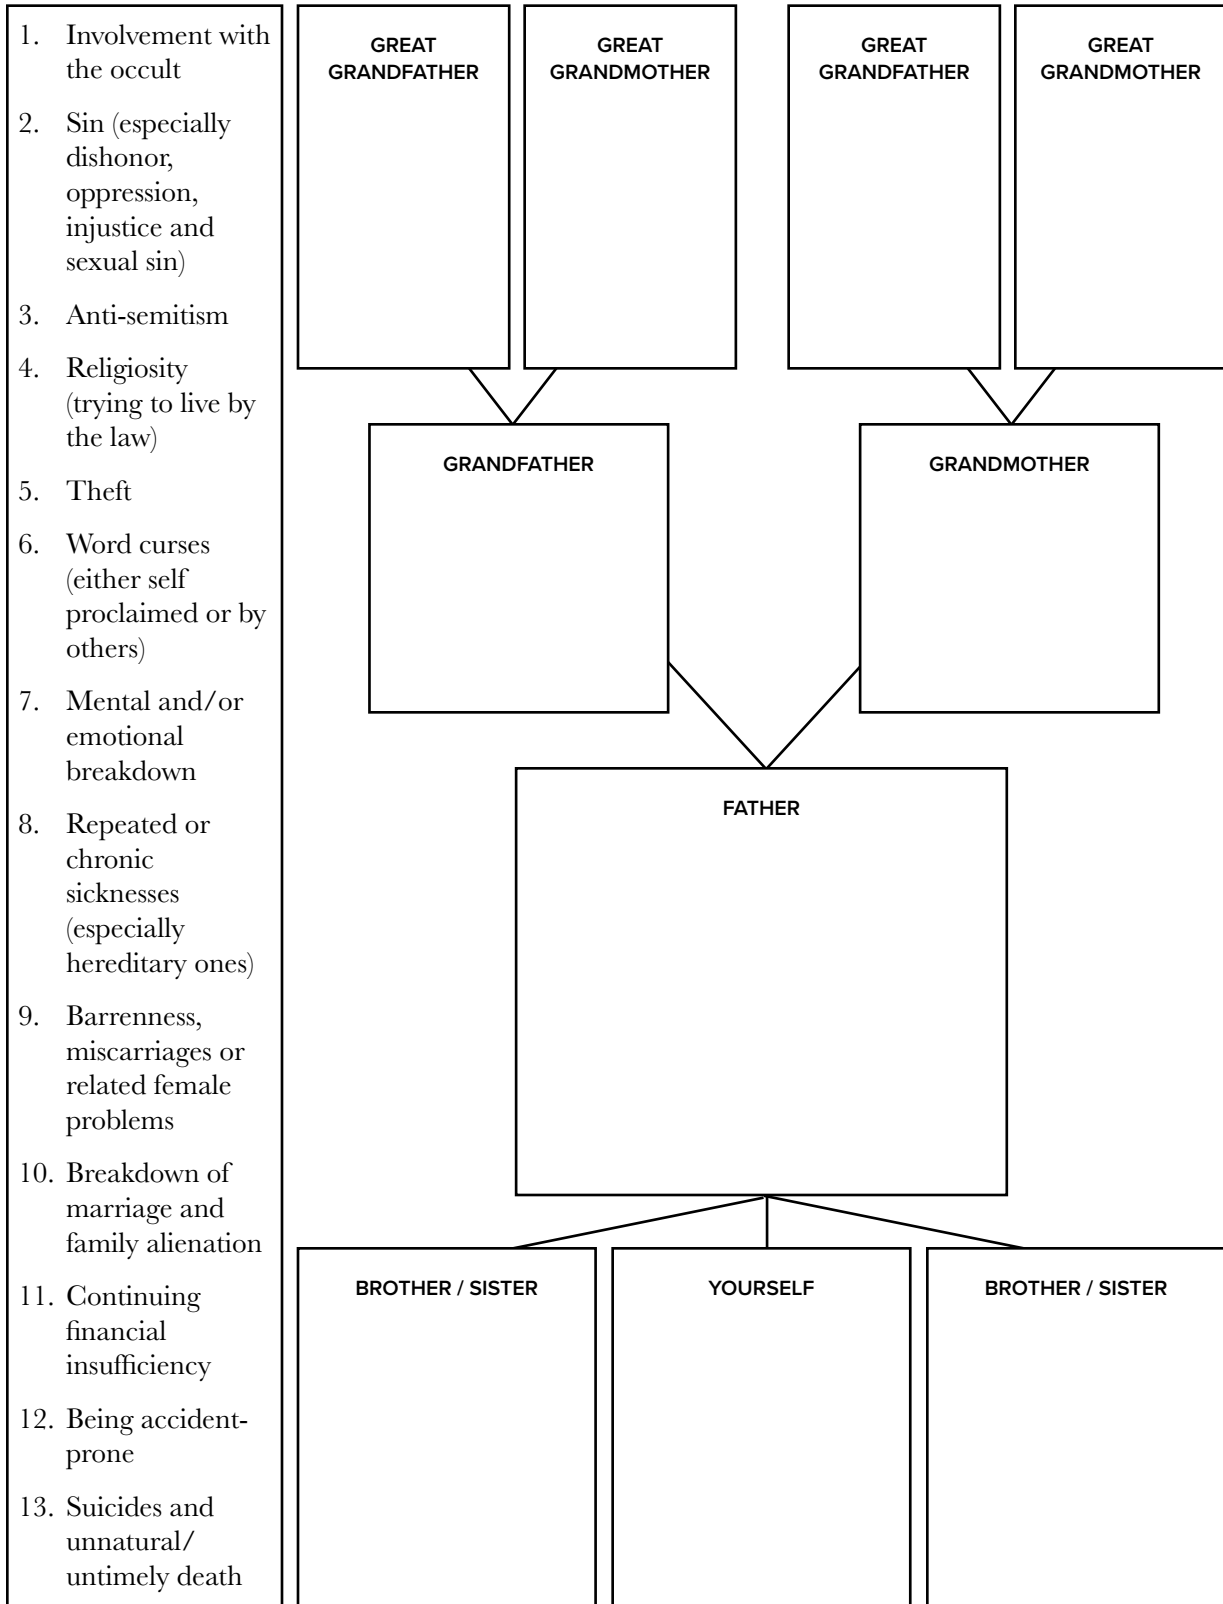 1. Involvement with
the occult
2. Sin (especially
dishonor,
oppression,
injustice and
sexual sin)
3. Anti-semitism
4. Religiosity
(trying to live by
the law)
5. Theft
6. Word curses
(either self
proclaimed or by
others)
7. Mental and/or
emotional
breakdown
8. Repeated or
chronic
sicknesses
(especially
hereditary ones)
9. Barrenness,
miscarriages or
related female
problems
10. Breakdown of
marriage and
family alienation
11. Continuing
financial
insufficiency
12. Being accident-
prone
13. Suicides and
unnatural/
untimely death
GREAT
GRANDFATHER
GREAT
GRANDMOTHER
GREAT
GRANDFATHER
GREAT
GRANDMOTHER
GRANDFATHER
GRANDMOTHER
FATHER
BROTHER / SISTER
YOURSELF
BROTHER / SISTER